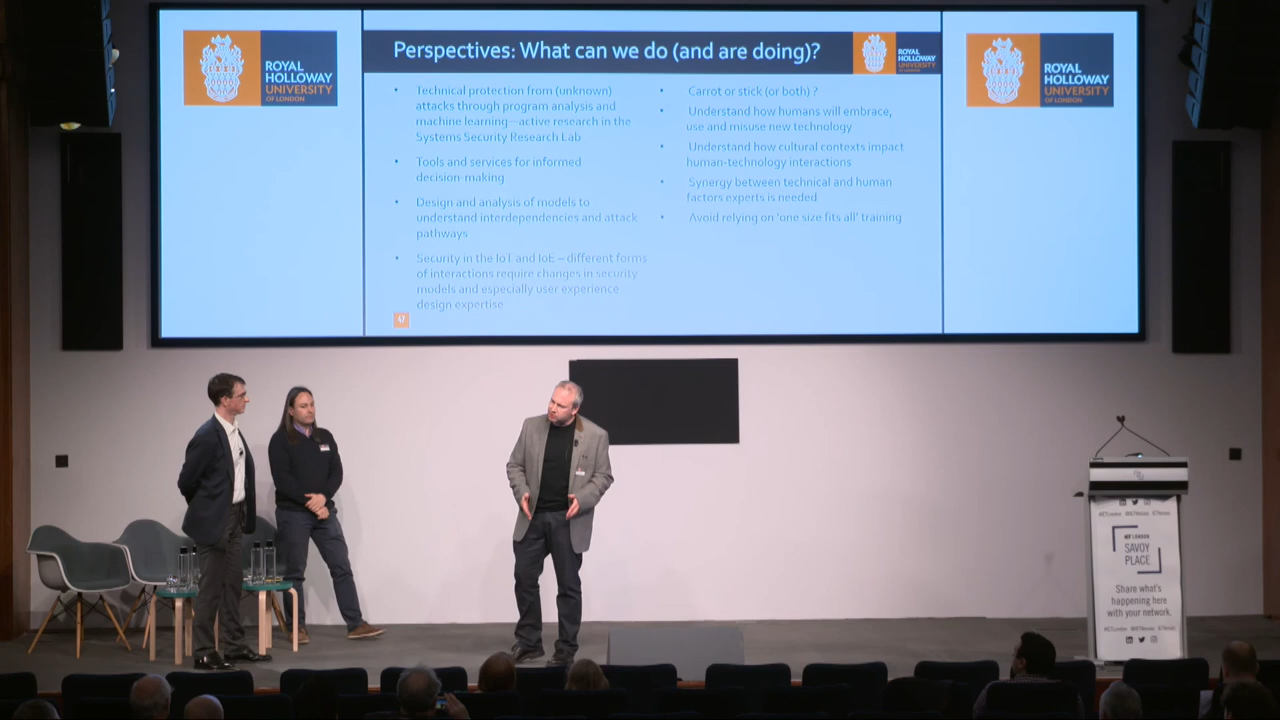 ROYAL
HOLLOWAY
UNIVERSITY
OF LONDON
Perspectives: What can we do (and are doing)?
ROYAL
HOLLOWAY
UNIVERSITY
OF LONDON
ROYAL
HOLLOWAY
UNIVERSITY
OF LONDON
• Technical protection from (unknown)
attacks through program analysis and
machine learning—active research in the
Systems Security Research Lab
• Tools and services for informed
decision-making
• Design and analysis of models to
understand interdependencies and attack
pathways
• Security in the IoT and IoE – different forms
of interactions require changes in security
models and especially user experience
design expertise
• Carrot or stick (or both) ?
• Understand how humans will embrace,
use and misuse new technology
• Understand how cultural contexts impact
human-technology interactions
• Synergy between technical and human
factors experts is needed
• Avoid relying on 'one size fits all' training
47
IET LONDON
SAVOY
PLACE
Share what's
happening here
with your network.